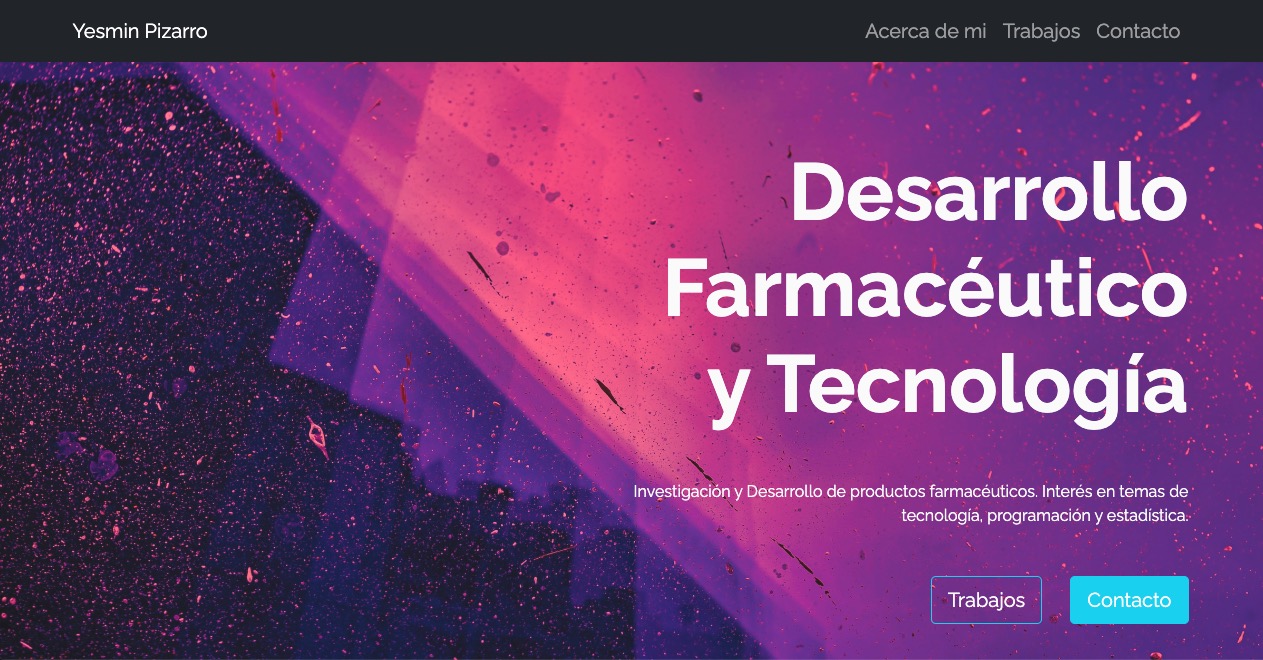 Yesmin Pizarro
Acerca de mi Trabajos Contacto
Desarrollo
Farmacéutico
y Tecnología
Investigación y Desarrollo de productos farmacéuticos. Interés en temas de
tecnología, programación y estadística.
Trabajos Contacto